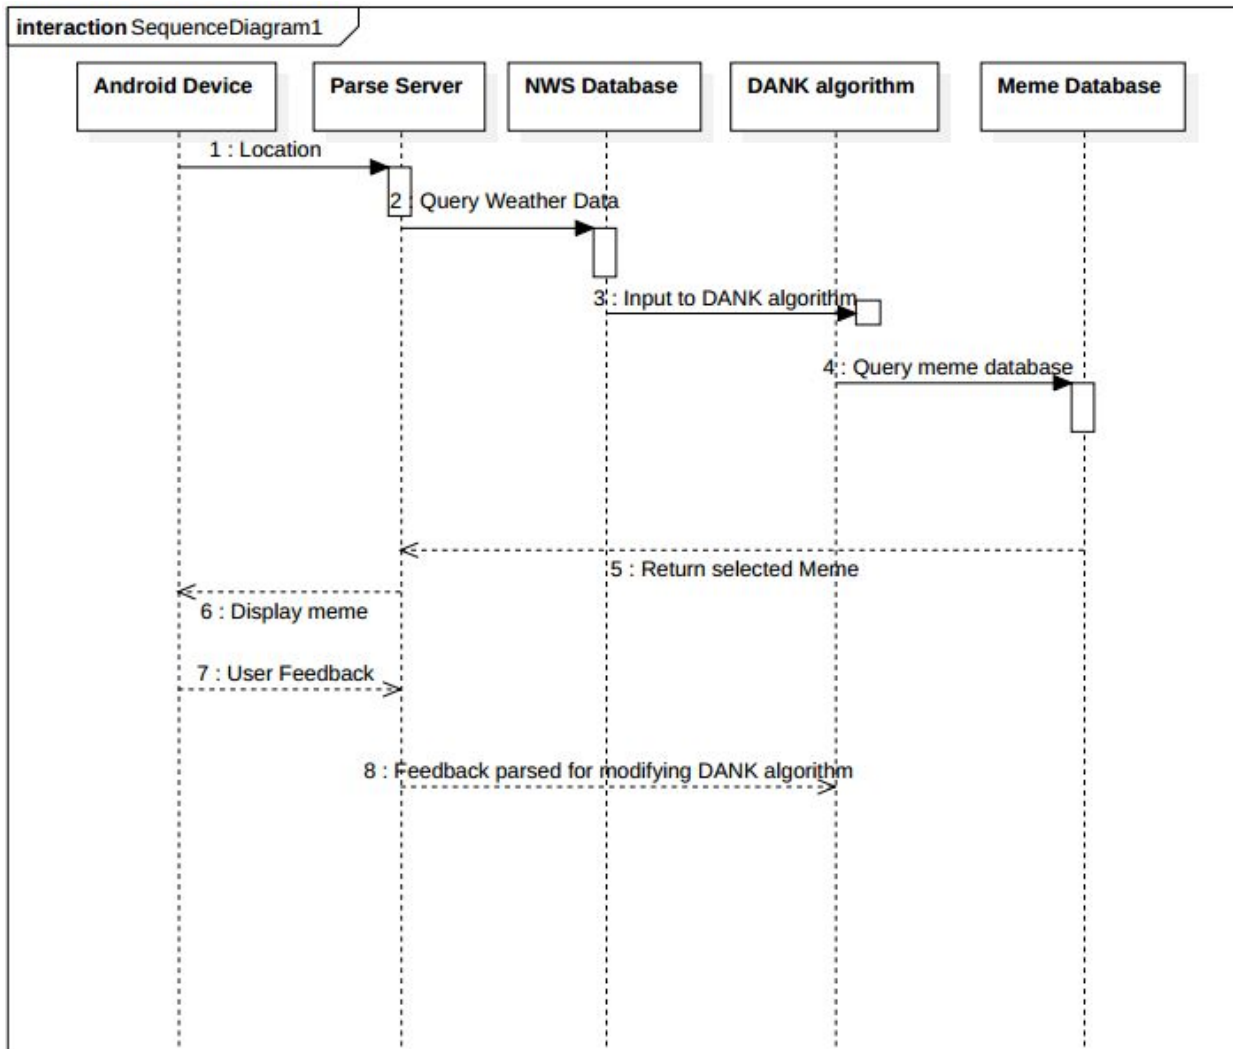 interaction SequenceDiagram1
Android Device
Parse Server
NWS Database
DANK algorithm
Meme Database
1 : Location
2 : Query Weather Data
3 : Input to DANK algorithm
4 : Query meme database
5 : Return selected Meme
6 : Display meme
7 : User Feedback
8 : Feedback parsed for modifying DANK algorithm